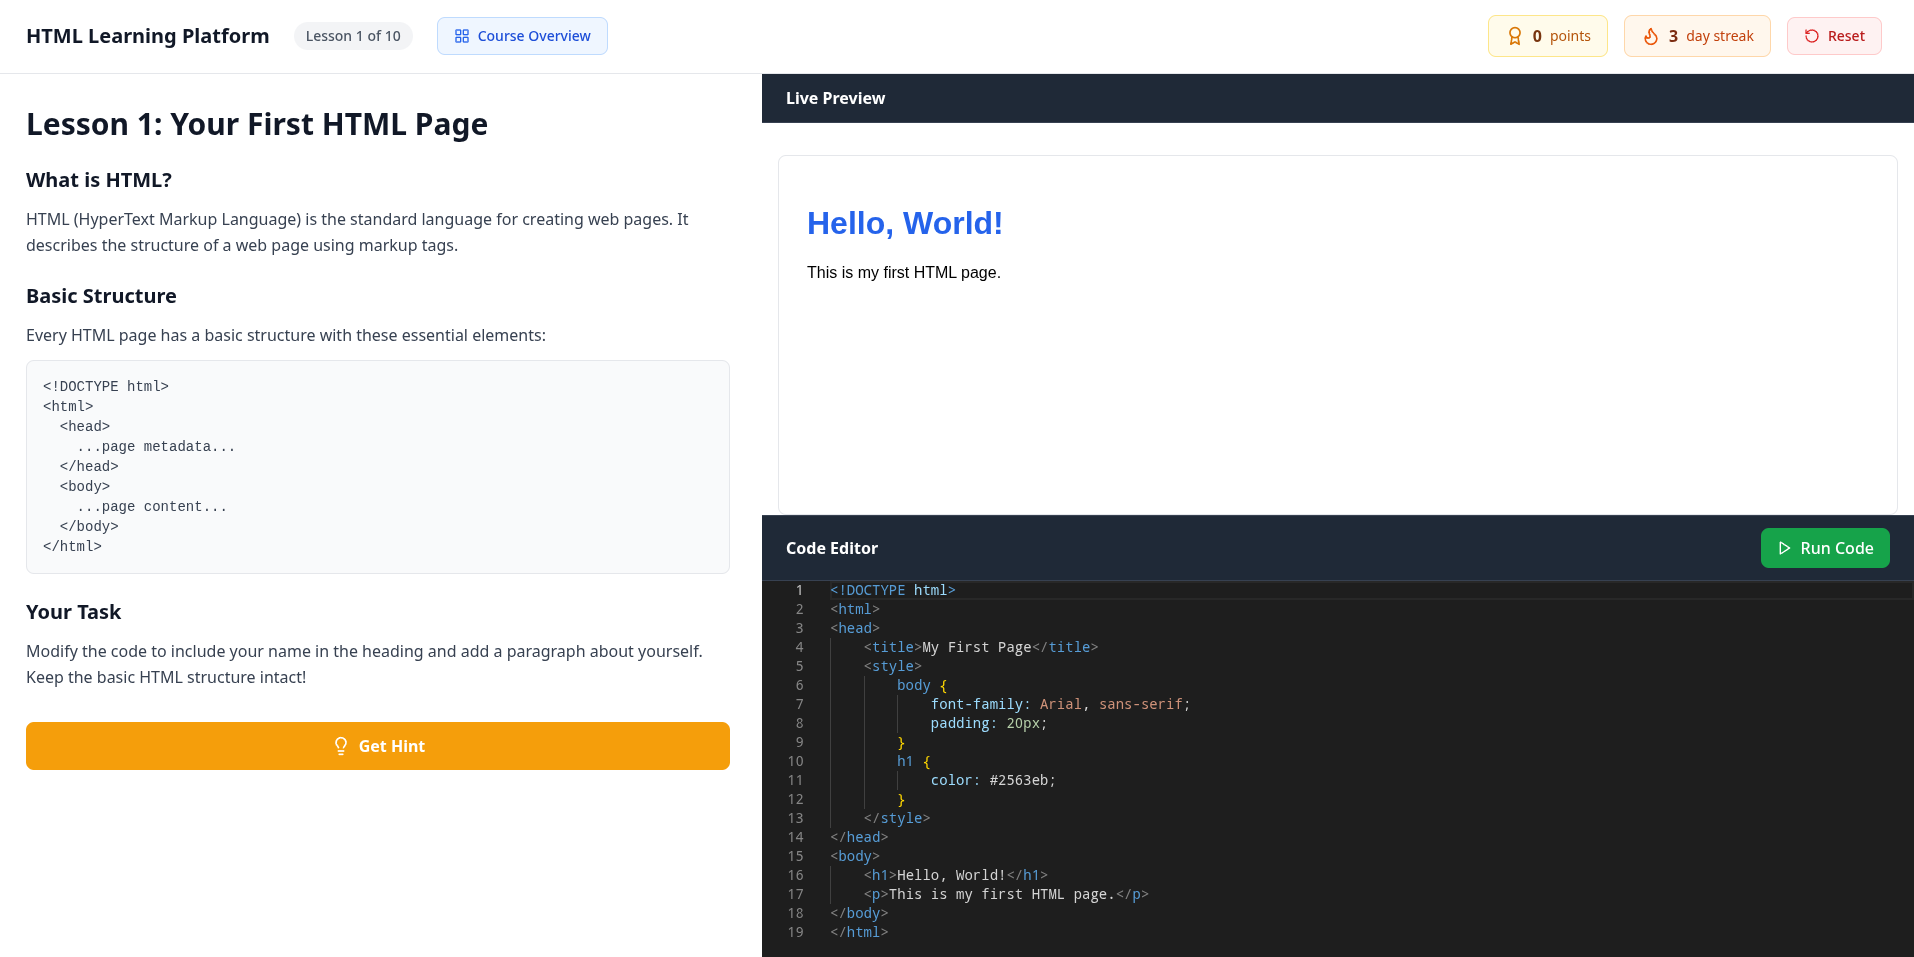 HTML Learning Platform
Lesson 1 of 10
Course Overview
0 points
3 day streak
Reset
Lesson 1: Your First HTML Page
What is HTML?
HTML (HyperText Markup Language) is the standard language for creating web pages. It
describes the structure of a web page using markup tags.
Basic Structure
Every HTML page has a basic structure with these essential elements:
<!DOCTYPE html>
<html>
  <head>
    ...page metadata...
  </head>
  <body>
    ...page content...
  </body>
</html>
Your Task
Modify the code to include your name in the heading and add a paragraph about yourself.
Keep the basic HTML structure intact!
Get Hint
Live Preview
Hello, World!
This is my first HTML page.
Code Editor
Run Code
1 <!DOCTYPE html>
2 <html>
3 <head>
4     <title>My First Page</title>
5     <style>
6         body {
7             font-family: Arial, sans-serif;
8             padding: 20px;
9         }
10         h1 {
11             color: #2563eb;
12         }
13     </style>
14 </head>
15 <body>
16     <h1>Hello, World!</h1>
17     <p>This is my first HTML page.</p>
18 </body>
19 </html>